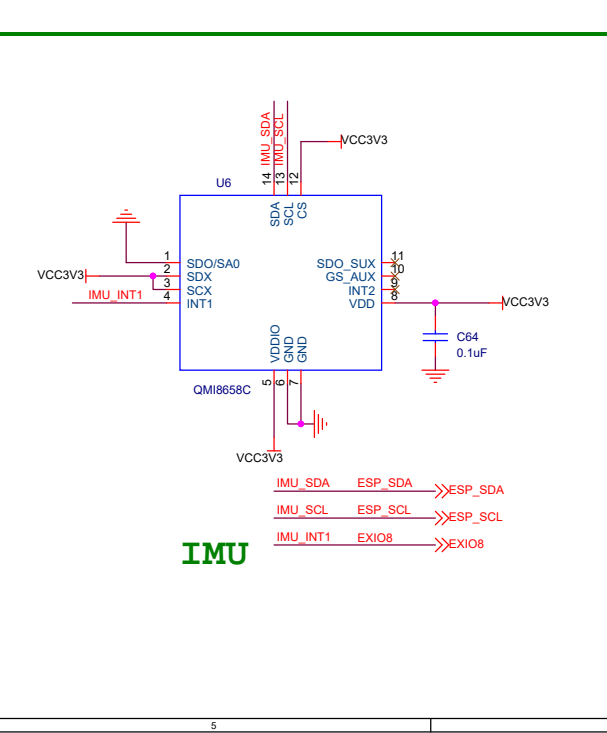 IMU_SDA
IMU_SCL
VCC3V3
14
13
12
U6
SDA
SCL
CS
1
SDO/SA0
SDO_SUX
11
VCC3V3
2
SDX
GS_AUX
10
3
SCX
INT2
9
IMU_INT1
4
INT1
VDD
8
VCC3V3
C64
0.1uF
VDDIO
GND
GND
QMI8658C
5
6
7
VCC3V3
IMU_SDA ESP_SDA ESP_SDA
IMU_SCL ESP_SCL ESP_SCL
IMU_INT1 EXIO8 EXIO8
IMU
5